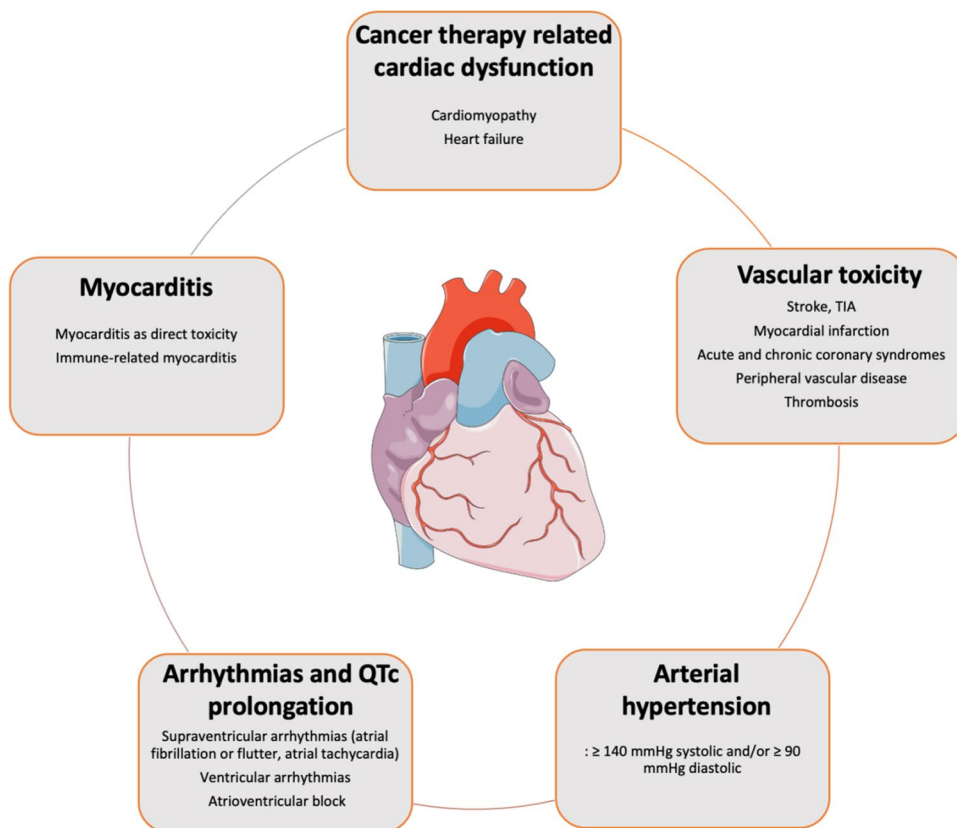 Cancer therapy related
cardiac dysfunction
Cardiomyopathy
Heart failure
Vascular toxicity
Stroke, TIA
Myocardial infarction
Acute and chronic coronary syndromes
Peripheral vascular disease
Thrombosis
Arterial
hypertension
: ≥ 140 mmHg systolic and/or ≥ 90
mmHg diastolic
Arrhythmias and QTc
prolongation
Supraventricular arrhythmias (atrial
fibrillation or flutter, atrial tachycardia)
Ventricular arrhythmias
Atrioventricular block
Myocarditis
Myocarditis as direct toxicity
Immune-related myocarditis